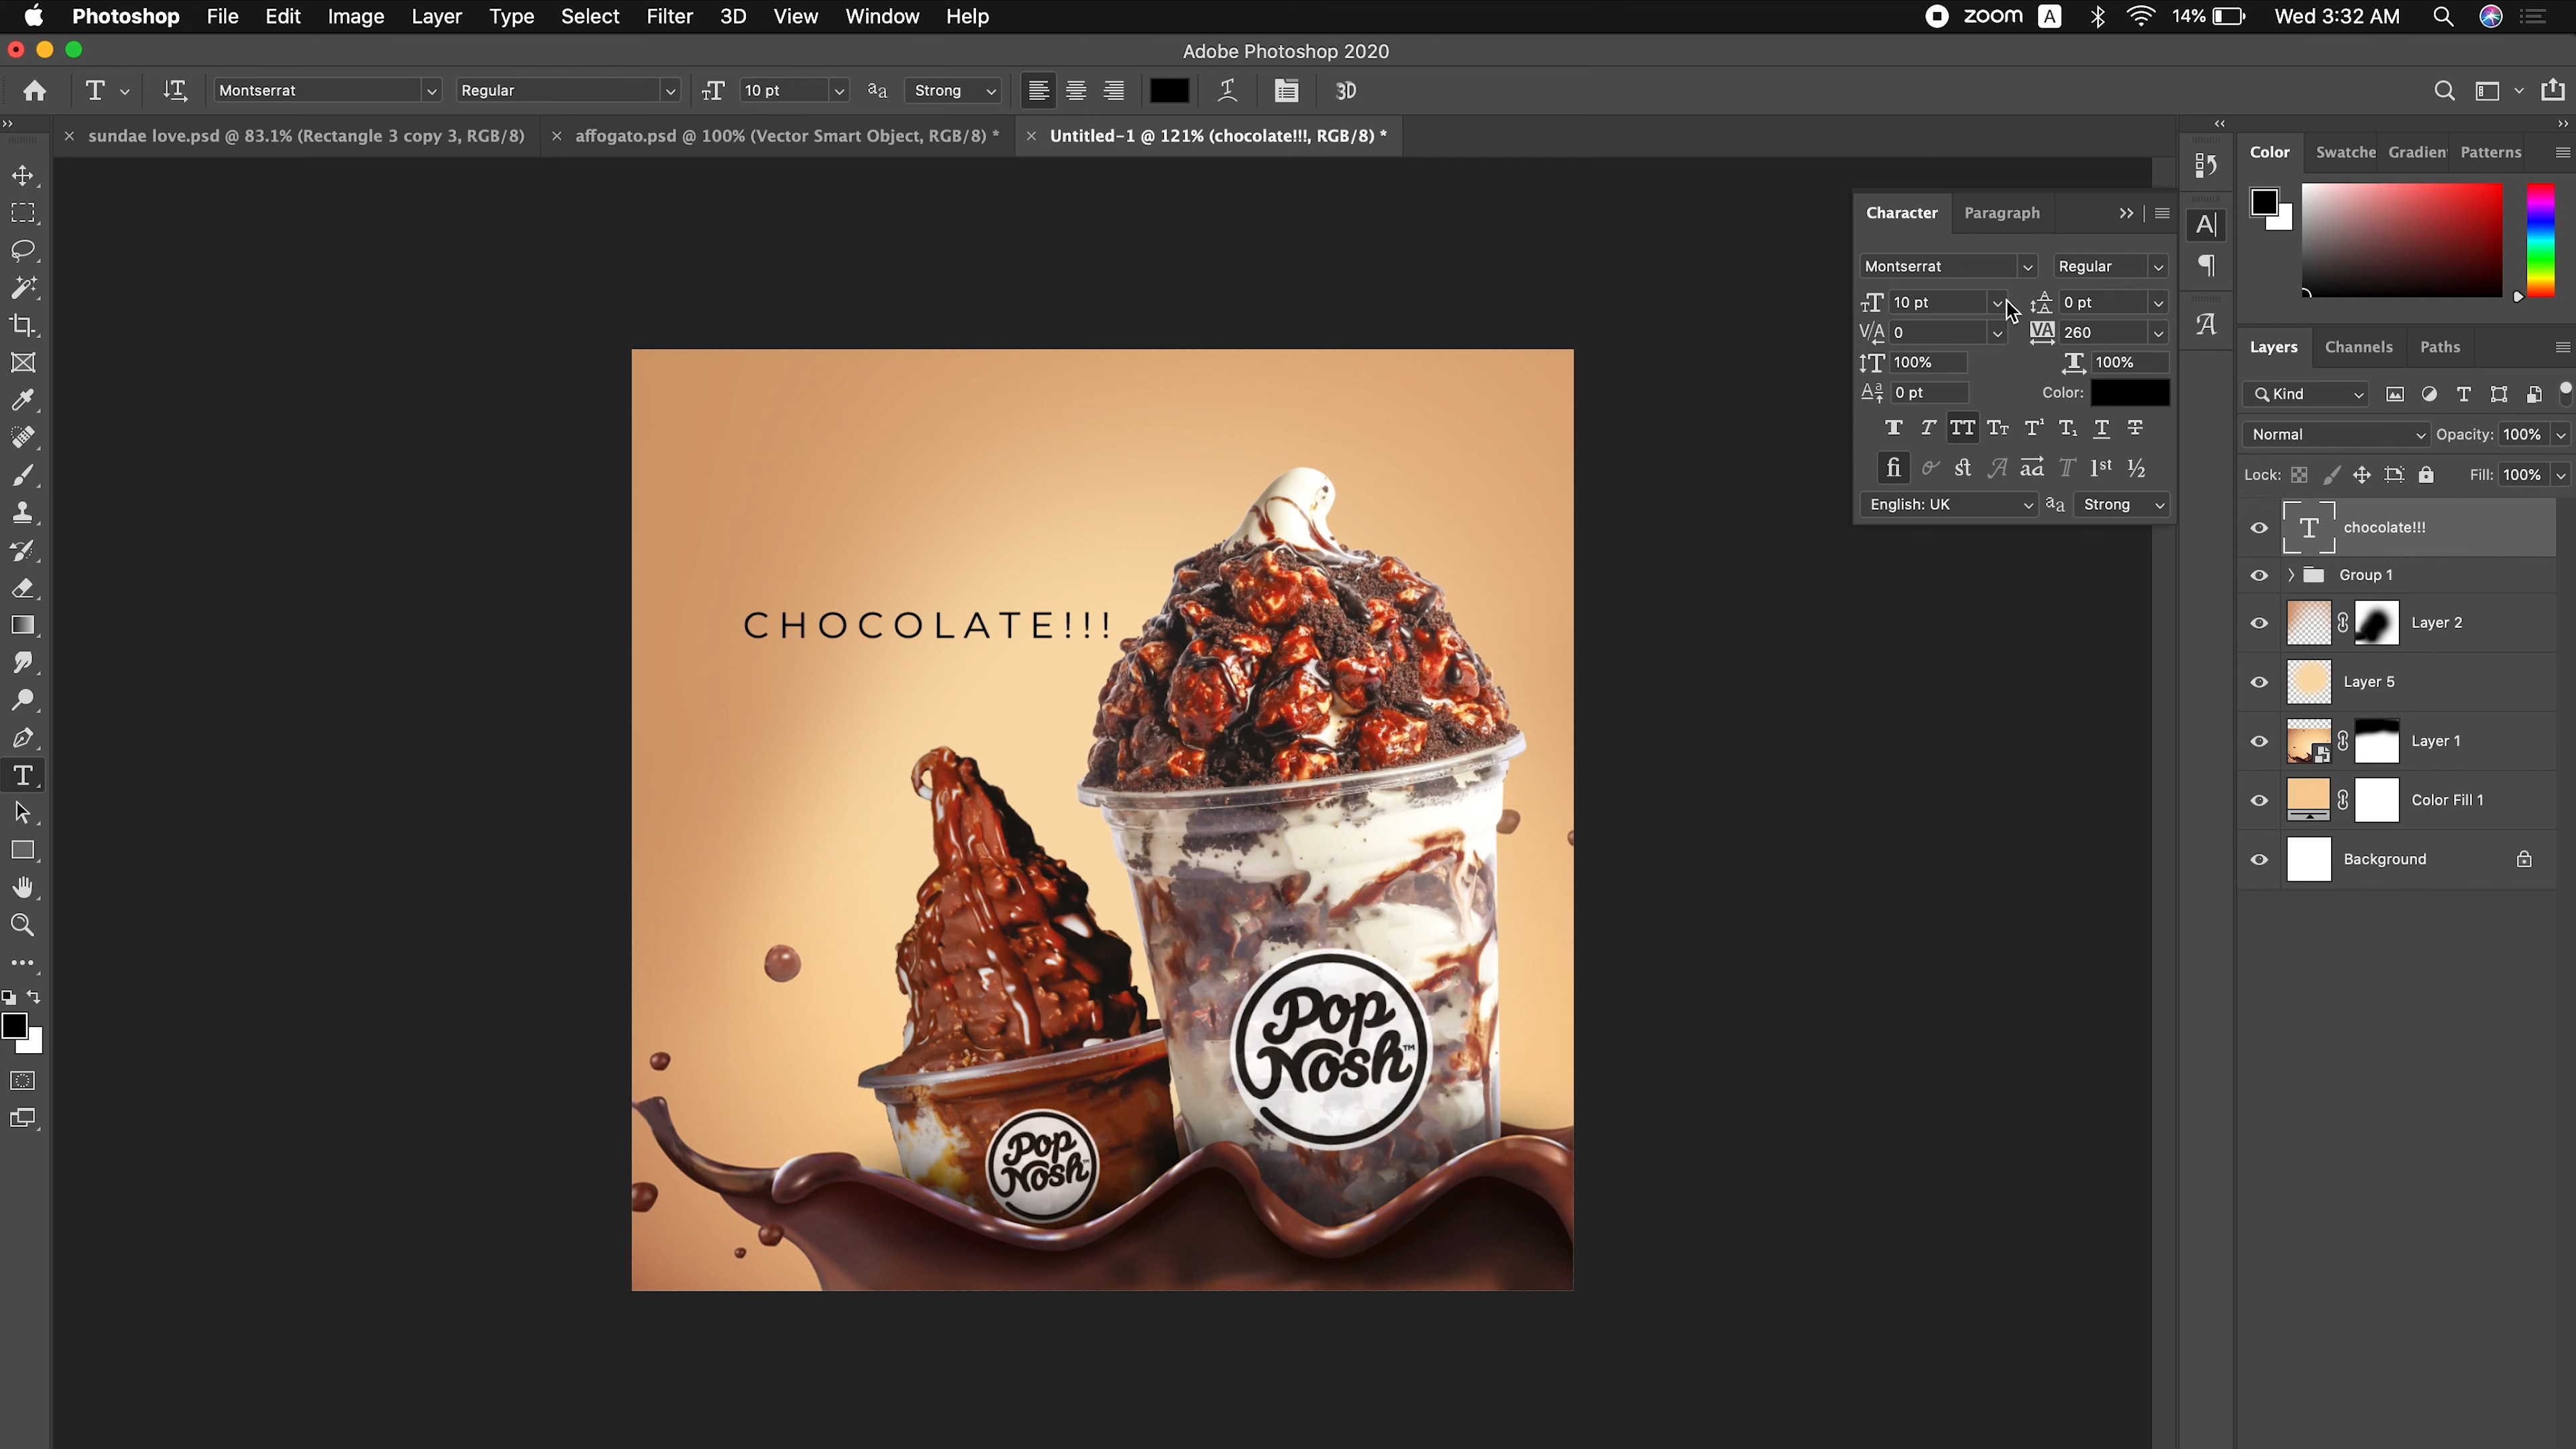 Photoshop File Edit Image Layer Type Select Filter 3D View Window Help zoom A 14% Wed 3:32 AM
Adobe Photoshop 2020
Montserrat Regular 10 pt Strong 3D
sundae love.psd @ 83.1% (Rectangle 3 copy 3, RGB/8) affogato.psd @ 100% (Vector Smart Object, RGB/8) * Untitled-1 @ 121% (chocolate!!!, RGB/8) *
Character Paragraph
Montserrat Regular
10 pt 0 pt
0 260
100% 100%
0 pt Color:
English: UK Strong
Color Swatche Gradien Patterns
Layers Channels Paths
Kind
Normal Opacity: 100%
Lock: Fill: 100%
chocolate!!!
Group 1
Layer 2
Layer 5
Layer 1
Color Fill 1
Background
CHOCOLATE!!!
Pop
Nosh™
Pop
Nosh